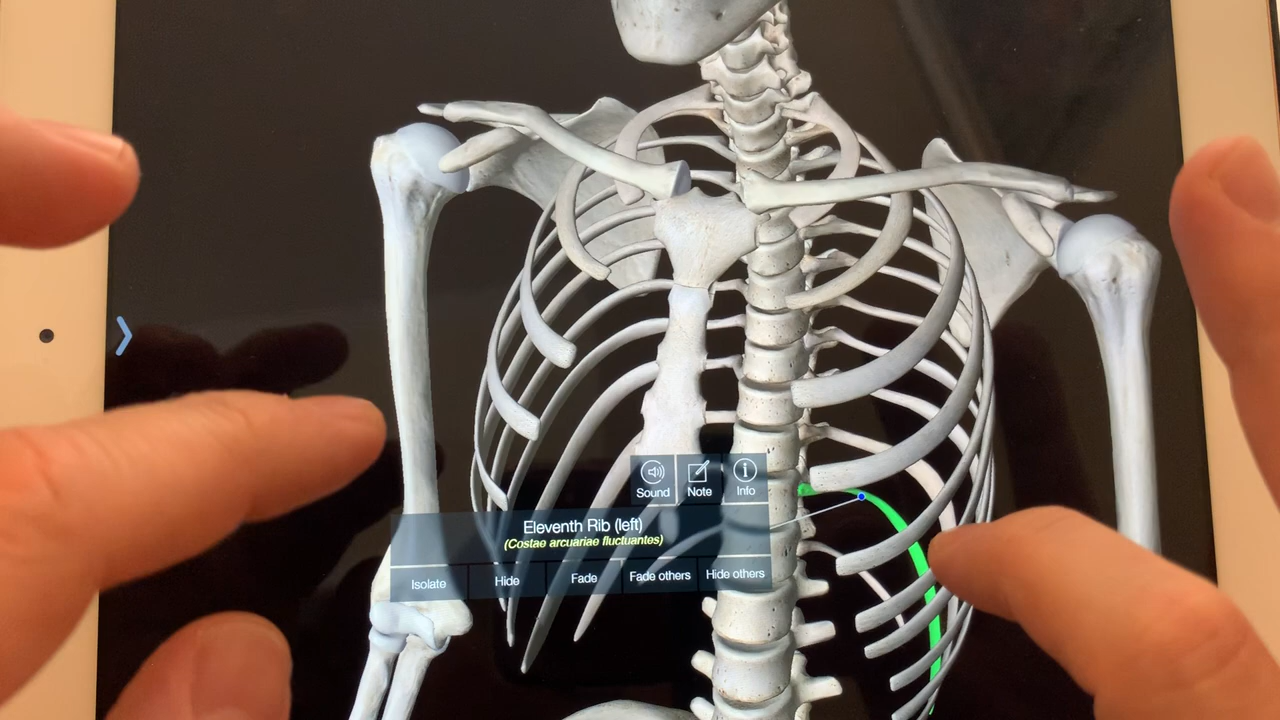 Sound Note Info
Eleventh Rib (left)
(Costae arcuariae fluctuantes)
Isolate Hide Fade Fade others Hide others